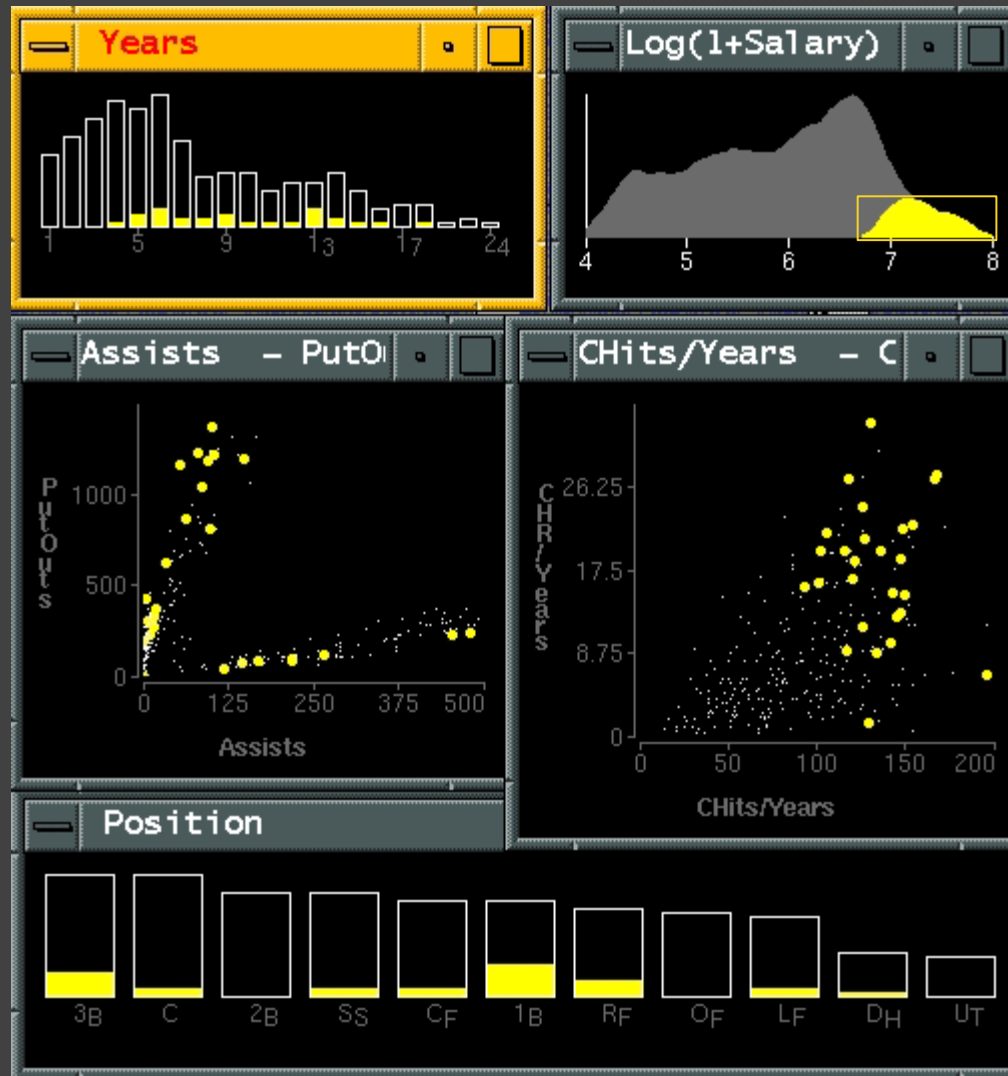 Years
1 5 9 13 17 24
Log(1+Salary)
4 5 6 7 8
Assists - PutO
PutOuts
1000
500
0
0 125 250 375 500
Assists
CHits/Years - C
CHR/Years
26.25
17.5
8.75
0
0 50 100 150 200
CHits/Years
Position
3B C 2B SS CF 1B RF OF LF DH UT